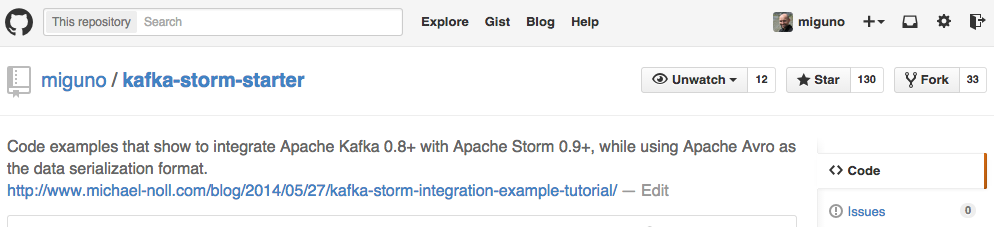 This repository Search Explore Gist Blog Help miguno
miguno / kafka-storm-starter Unwatch 12 Star 130 Fork 33
Code examples that show to integrate Apache Kafka 0.8+ with Apache Storm 0.9+, while using Apache Avro as
the data serialization format.
http://www.michael-noll.com/blog/2014/05/27/kafka-storm-integration-example-tutorial/ — Edit
Code
Issues 0